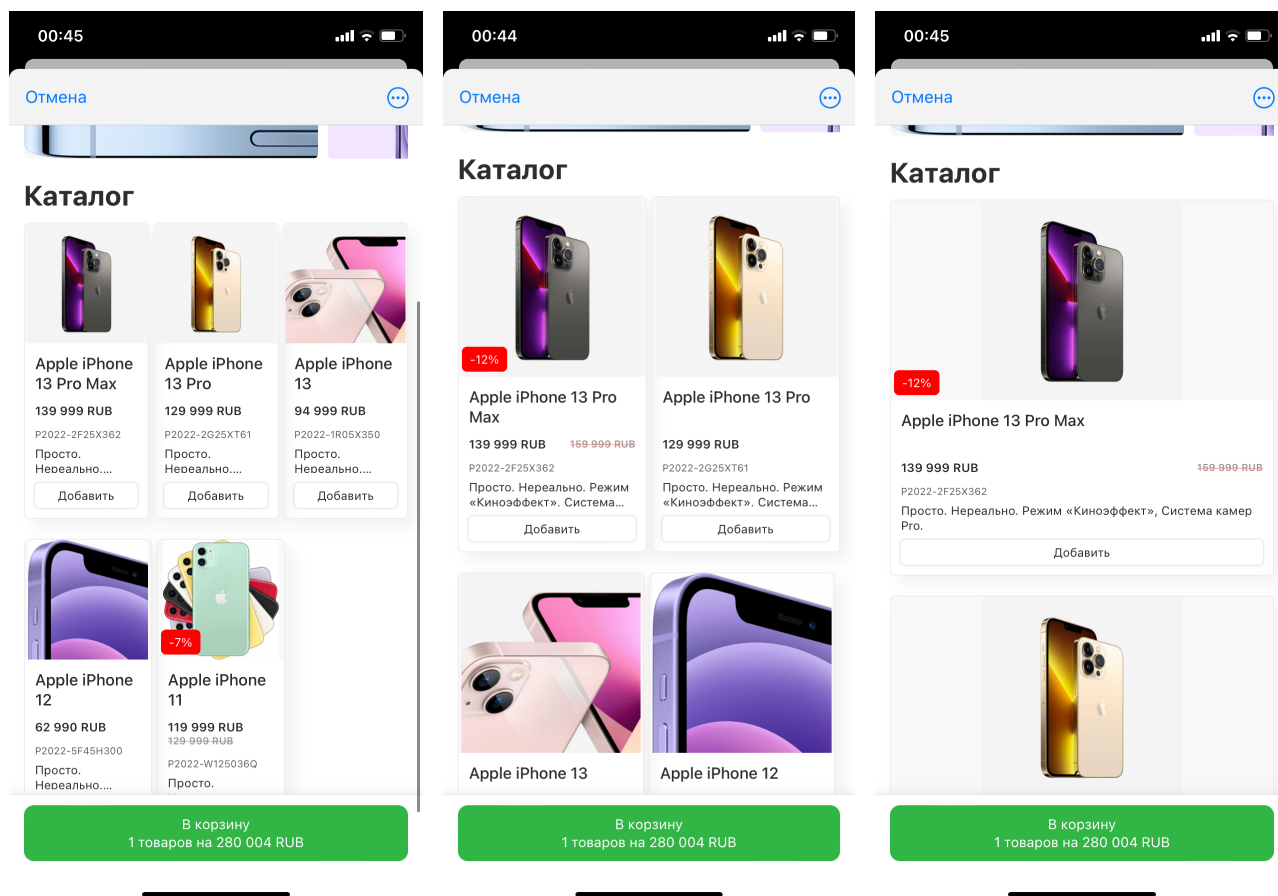 00:45
Отмена
Каталог
Apple iPhone
13 Pro Max
139 999 RUB
P2022-2F25X362
Просто.
Нереально....
Добавить
Apple iPhone
13 Pro
129 999 RUB
P2022-2G25XT61
Просто.
Нереально....
Добавить
Apple iPhone
13
94 999 RUB
P2022-1R05X350
Просто.
Нереально....
Добавить
Apple iPhone
12
62 990 RUB
P2022-5F45H300
Просто.
Нереально....
-7%
Apple iPhone
11
119 999 RUB
129 999 RUB
P2022-W125036Q
Просто.
В корзину
1 товаров на 280 004 RUB
00:44
Отмена
Каталог
-12%
Apple iPhone 13 Pro
Max
139 999 RUB 159 999 RUB
P2022-2F25X362
Просто. Нереально. Режим
«Киноэффект». Система...
Добавить
Apple iPhone 13 Pro
129 999 RUB
P2022-2G25XT61
Просто. Нереально. Режим
«Киноэффект». Система...
Добавить
Apple iPhone 13
Apple iPhone 12
В корзину
1 товаров на 280 004 RUB
00:45
Отмена
Каталог
-12%
Apple iPhone 13 Pro Max
139 999 RUB 159 999 RUB
P2022-2F25X362
Просто. Нереально. Режим «Киноэффект», Система камер
Pro.
Добавить
В корзину
1 товаров на 280 004 RUB